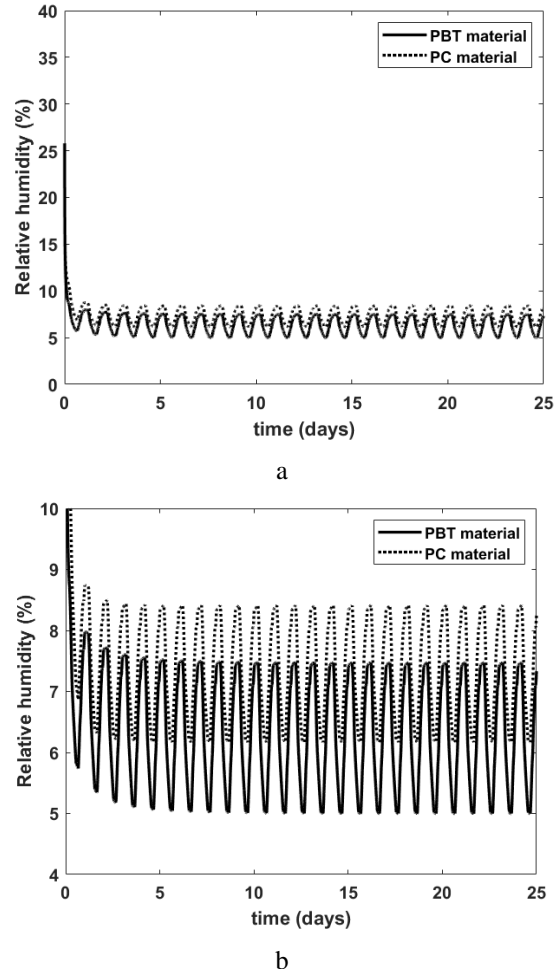 40
35
30
25
20
15
10
5
0
Relative humidity (%)
PBT material
PC material
0 5 10 15 20 25
time (days)
a
10
9
8
7
6
5
4
Relative humidity (%)
PBT material
PC material
0 5 10 15 20 25
time (days)
b